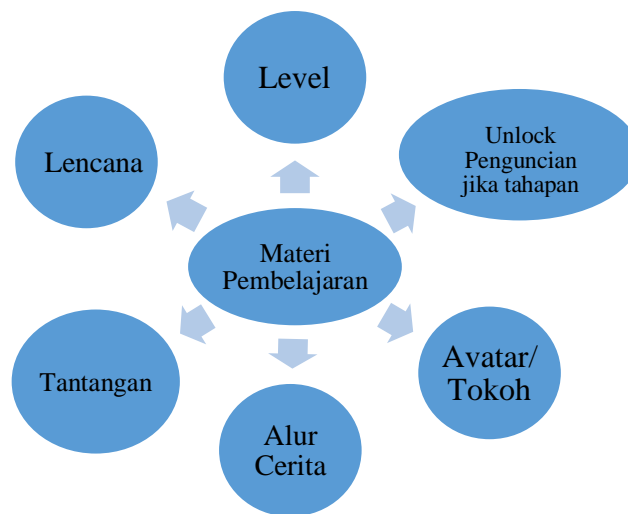 Level
Unlock
Penguncian
jika tahapan
Lencana
Materi
Pembelajaran
Avatar/
Tokoh
Tantangan
Alur
Cerita